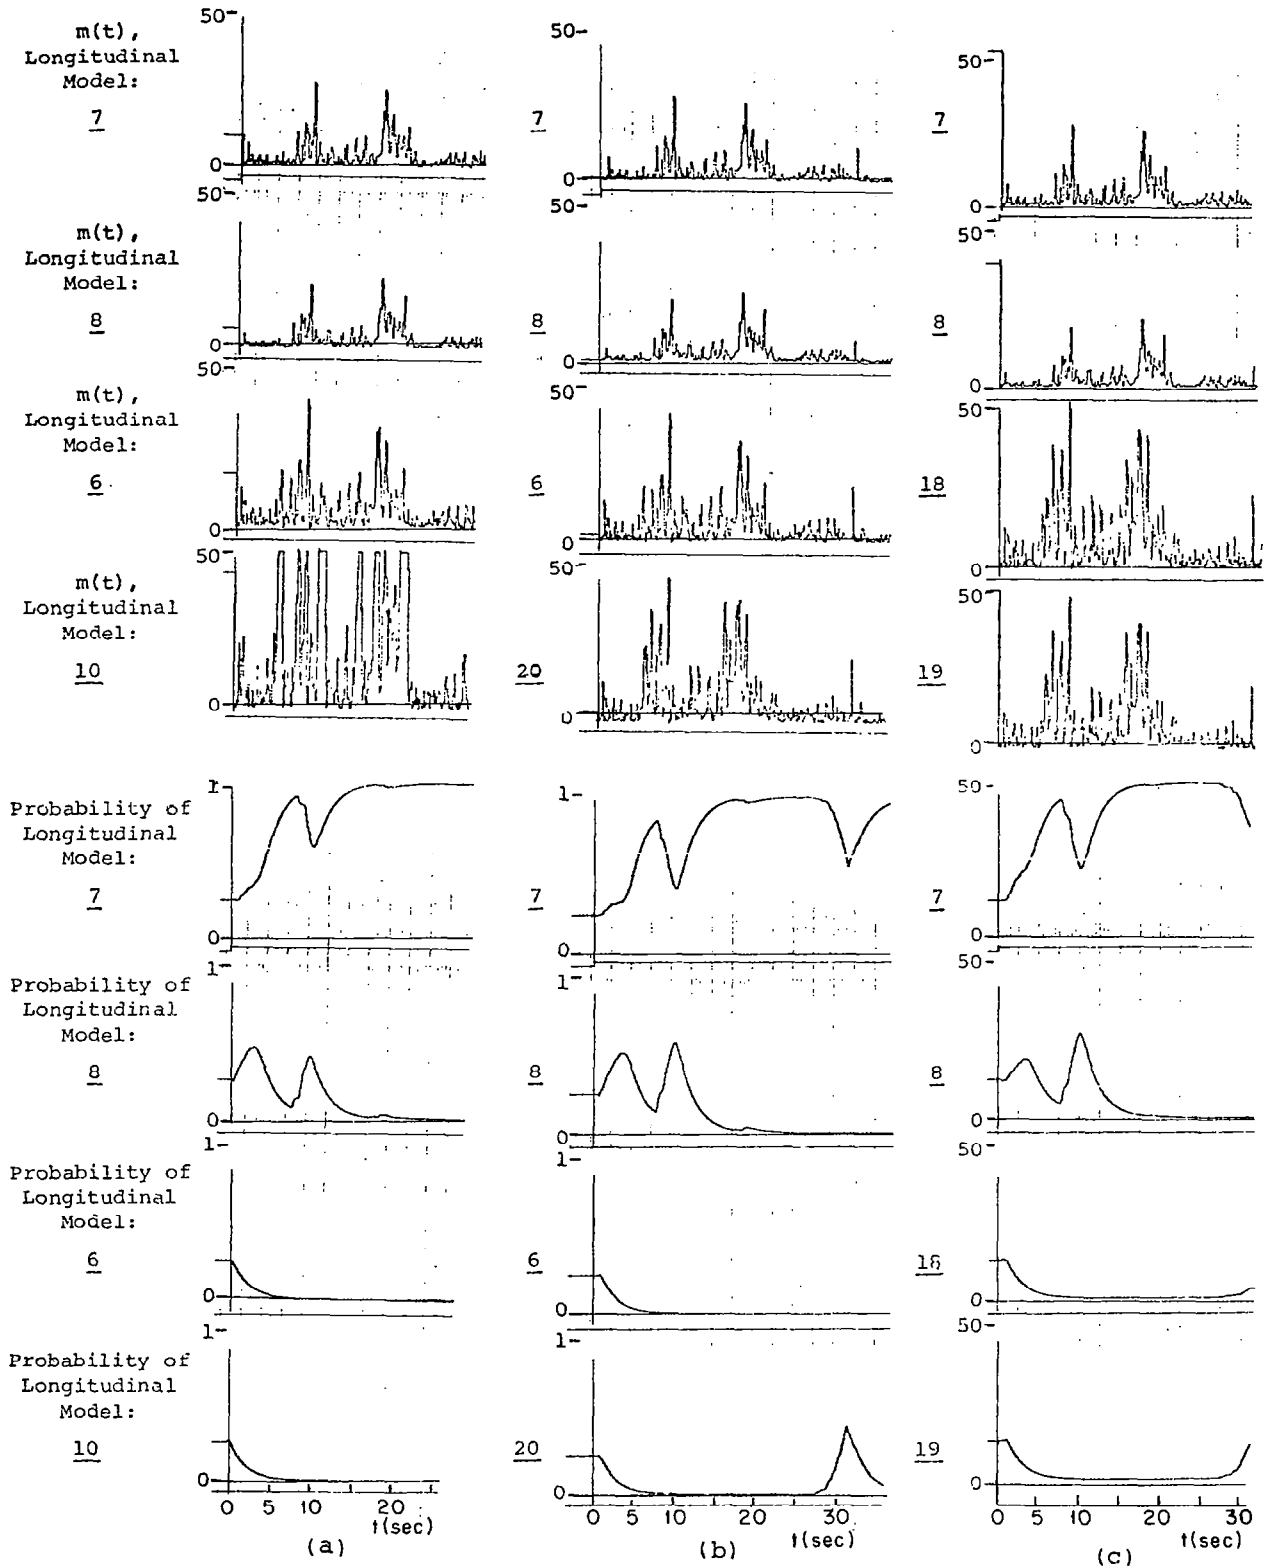 m(t),
Longitudinal
Model:
7
50-
0-
7
50-
0-
7
50-
0-
m(t),
Longitudinal
Model:
8
50-
0-
8
50-
0
8
50-
0-
m(t),
Longitudinal
Model:
6
50-
0-
6
50-
0
18
50-
0-
m(t),
Longitudinal
Model:
10
50-
0-
20
50-
0-
19
50-
0-
Probability of
Longitudinal
Model:
7
1-
0-
7
1-
0-
7
50-
0-
Probability of
Longitudinal
Model:
8
1-
0-
8
1-
0-
8
50-
0-
Probability of
Longitudinal
Model:
6
1-
0-
6
1-
0-
18
50-
0-
Probability of
Longitudinal
Model:
10
1-
0-
20
1-
0-
19
50-
0-
0 5 10 20
t(sec)
(a)
0 5 10 20 30
t(sec)
(b)
0 5 10 20 30
t(sec)
(c)